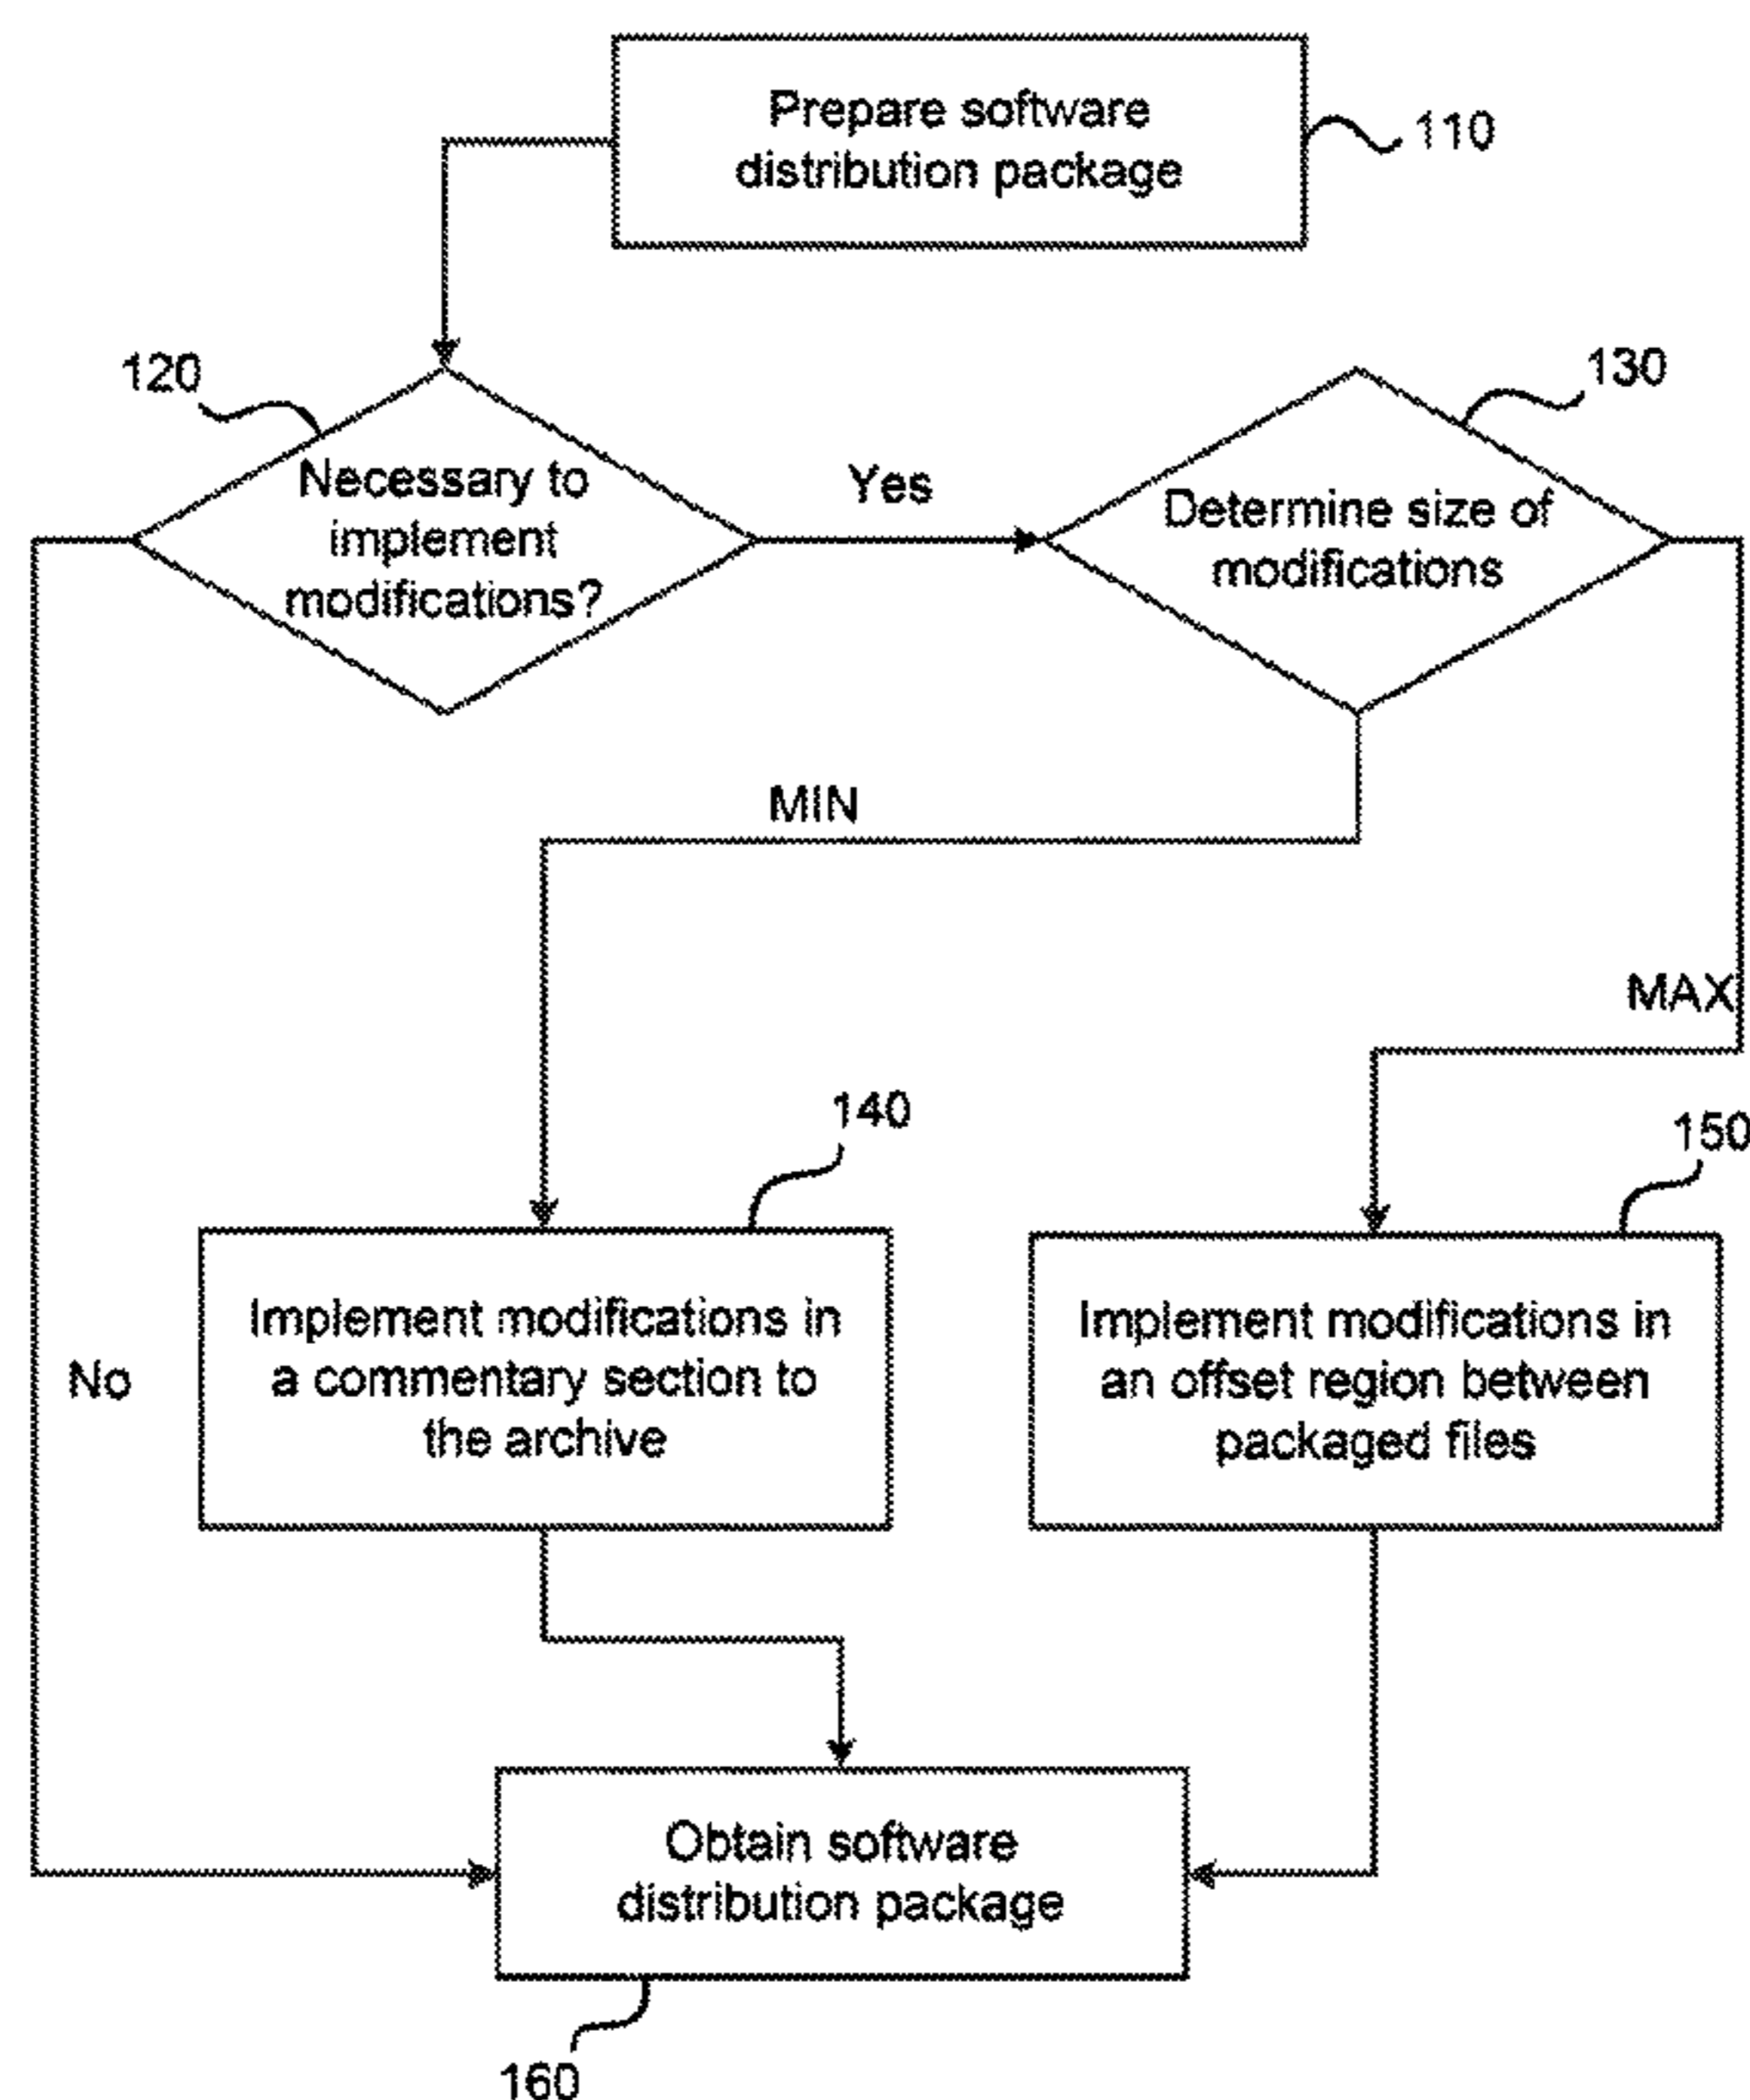 Prepare software
distribution package
110
120
130
Necessary to
implement
modifications?
Yes
Determine size of
modifications
MIN
MAX
140
150
Implement modifications in
a commentary section to
the archive
Implement modifications in
an offset region between
packaged files
No
Obtain software
distribution package
160